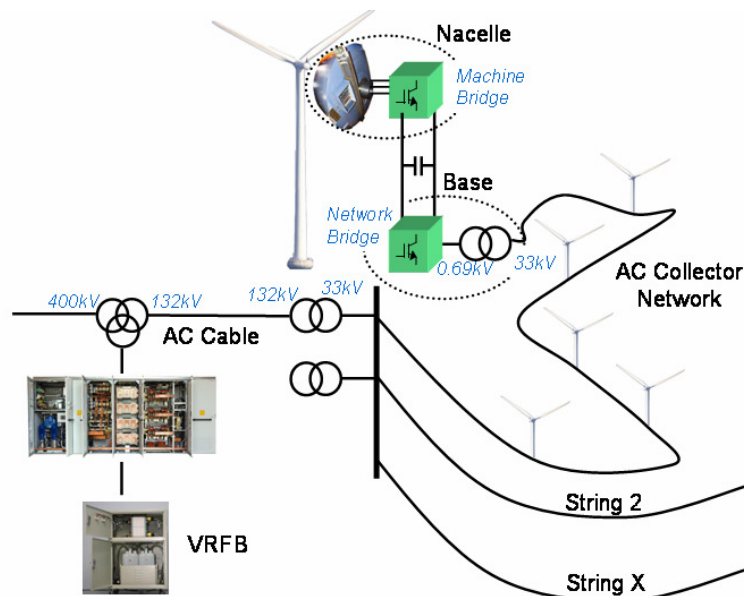 Nacelle
Machine
Bridge
Base
Network
Bridge
0.69kV
33kV
AC Collector
Network
400kV
132kV
132kV
33kV
AC Cable
VRFB
String 2
String X